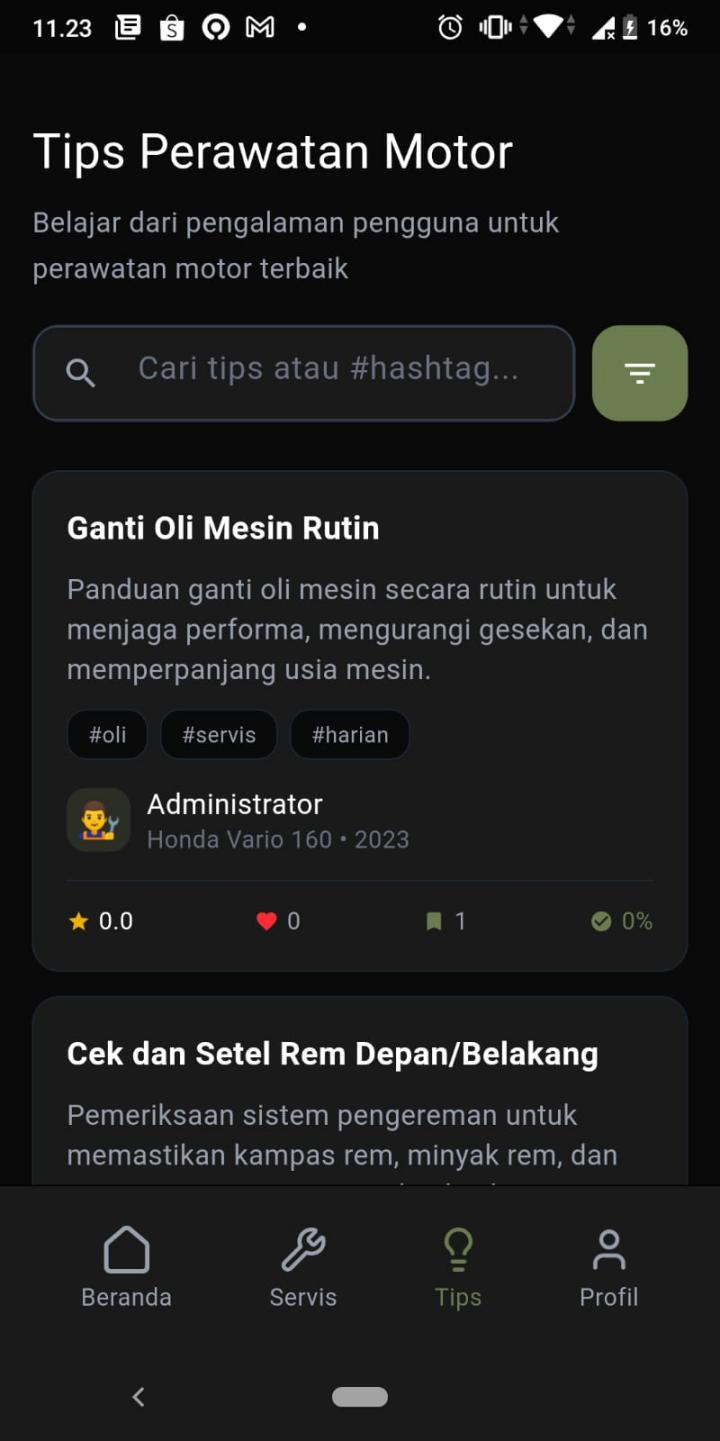 11.23
16%
Tips Perawatan Motor
Belajar dari pengalaman pengguna untuk
perawatan motor terbaik
Cari tips atau #hashtag...
Ganti Oli Mesin Rutin
Panduan ganti oli mesin secara rutin untuk
menjaga performa, mengurangi gesekan, dan
memperpanjang usia mesin.
#oli #servis #harian
Administrator
Honda Vario 160 • 2023
0.0 0 1 0%
Cek dan Setel Rem Depan/Belakang
Pemeriksaan sistem pengereman untuk
memastikan kampas rem, minyak rem, dan
Beranda Servis Tips Profil